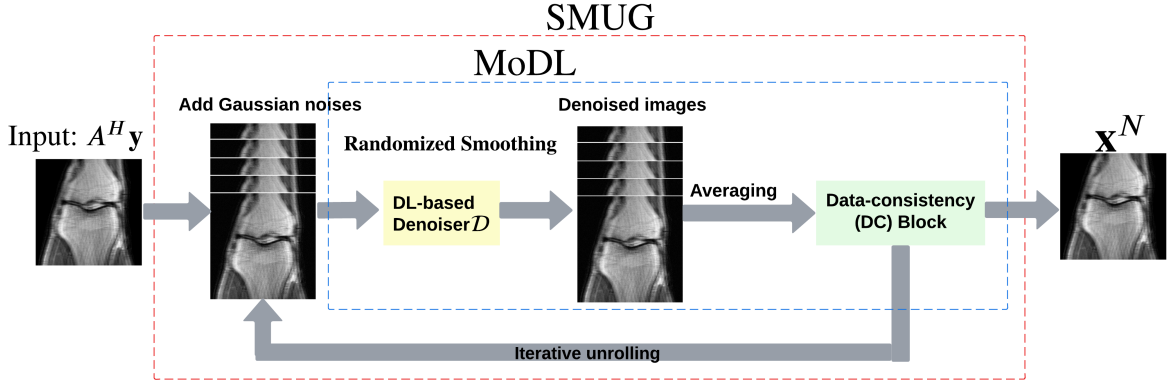 SMUG
MoDL
Add Gaussian noises
Denoised images
Input: A^H y
x^N
Randomized Smoothing
Averaging
DL-based
Denoiser D
Data-consistency
(DC) Block
Iterative unrolling